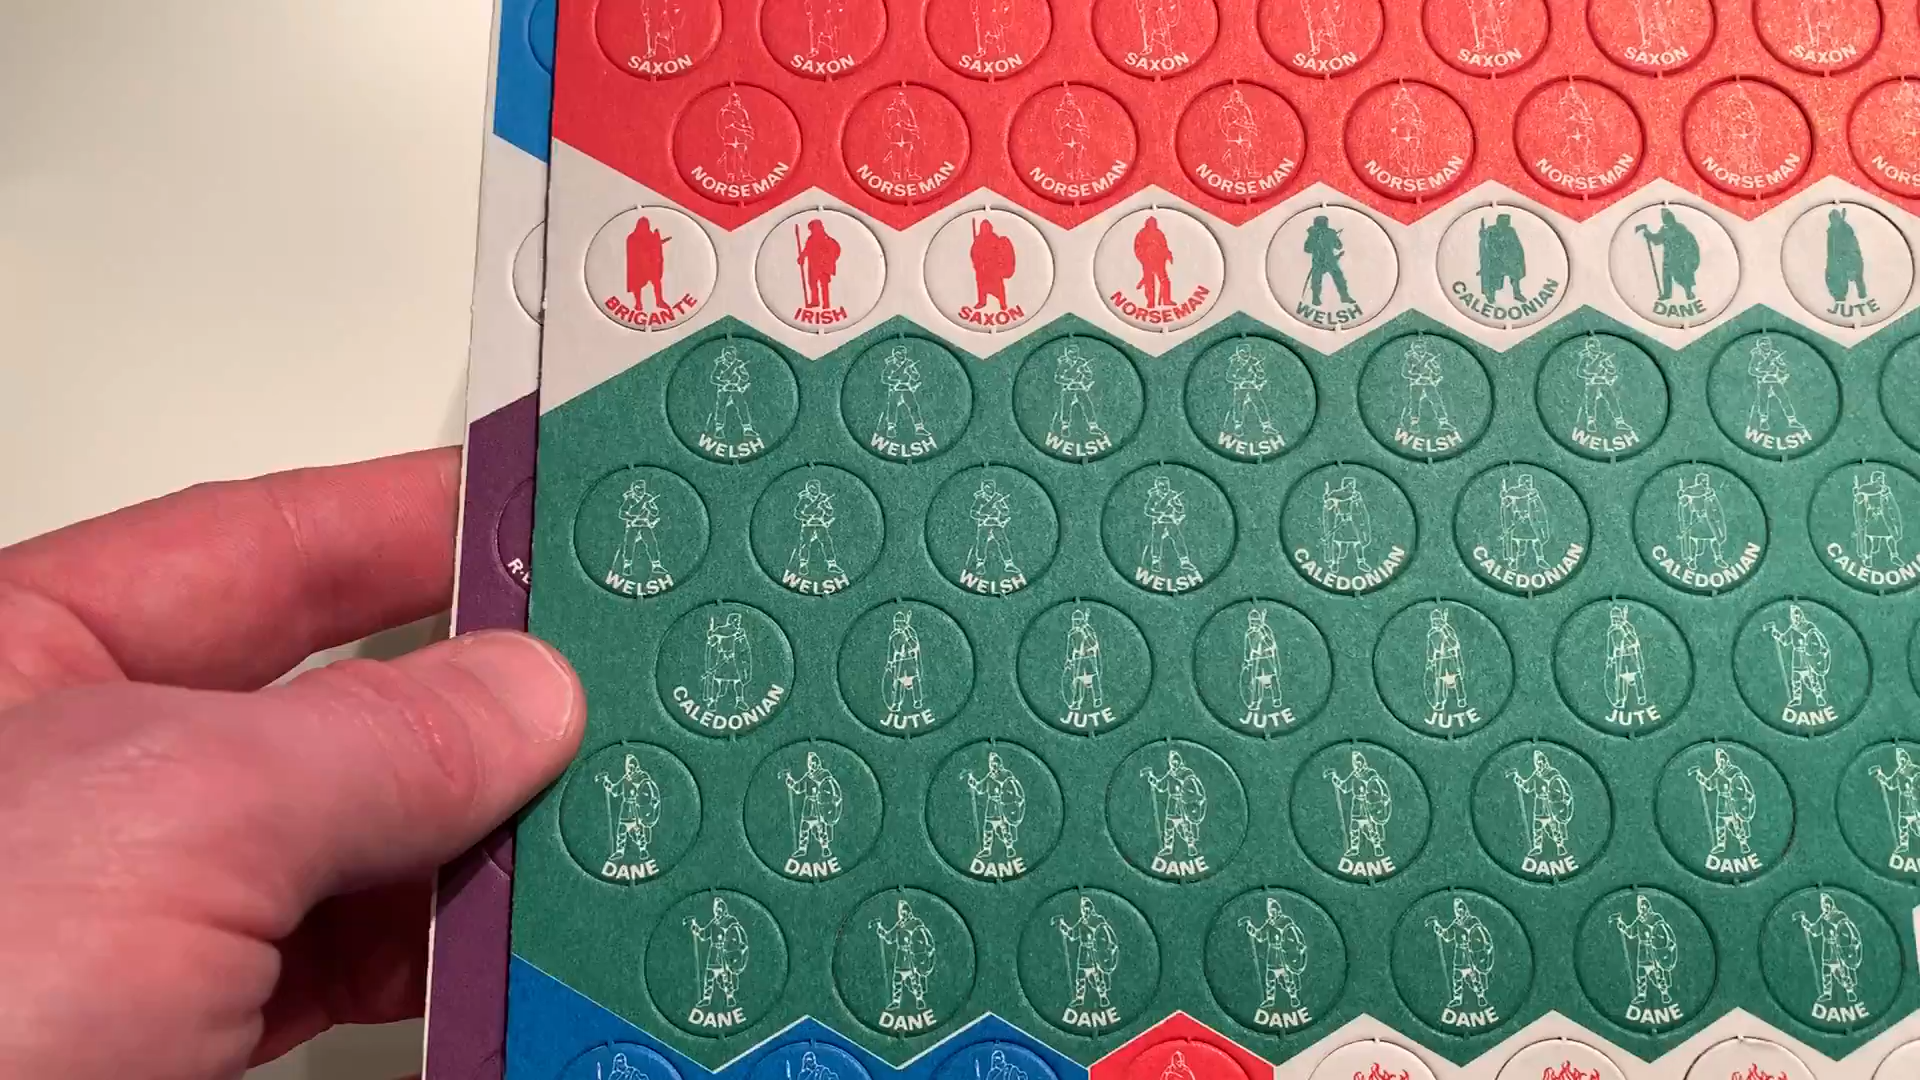 SAXON SAXON SAXON SAXON SAXON SAXON SAXON SAXON
NORSEMAN NORSEMAN NORSEMAN NORSEMAN NORSEMAN NORSEMAN NORSEMAN NORS
BRIGANTE IRISH SAXON NORSEMAN WELSH CALEDONIAN DANE JUTE
WELSH WELSH WELSH WELSH WELSH WELSH WELSH
WELSH WELSH WELSH WELSH CALEDONIAN CALEDONIAN CALEDONIAN CALEDONI
CALEDONIAN JUTE JUTE JUTE JUTE JUTE DANE
DANE DANE DANE DANE DANE DANE DANE DA
DANE DANE DANE DANE DANE DANE DANE